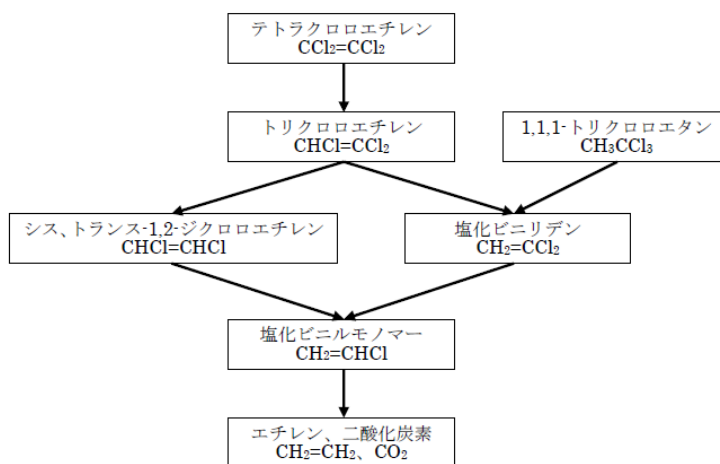 テトラクロロエチレン
CCl₂=CCl₂
トリクロロエチレン
CHCl=CCl₂
1,1,1-トリクロロエタン
CH₃CCl₃
シス、トランス-1,2-ジクロロエチレン
CHCl=CHCl
塩化ビニリデン
CH₂=CCl₂
塩化ビニルモノマー
CH₂=CHCl
エチレン、二酸化炭素
CH₂=CH₂、CO₂